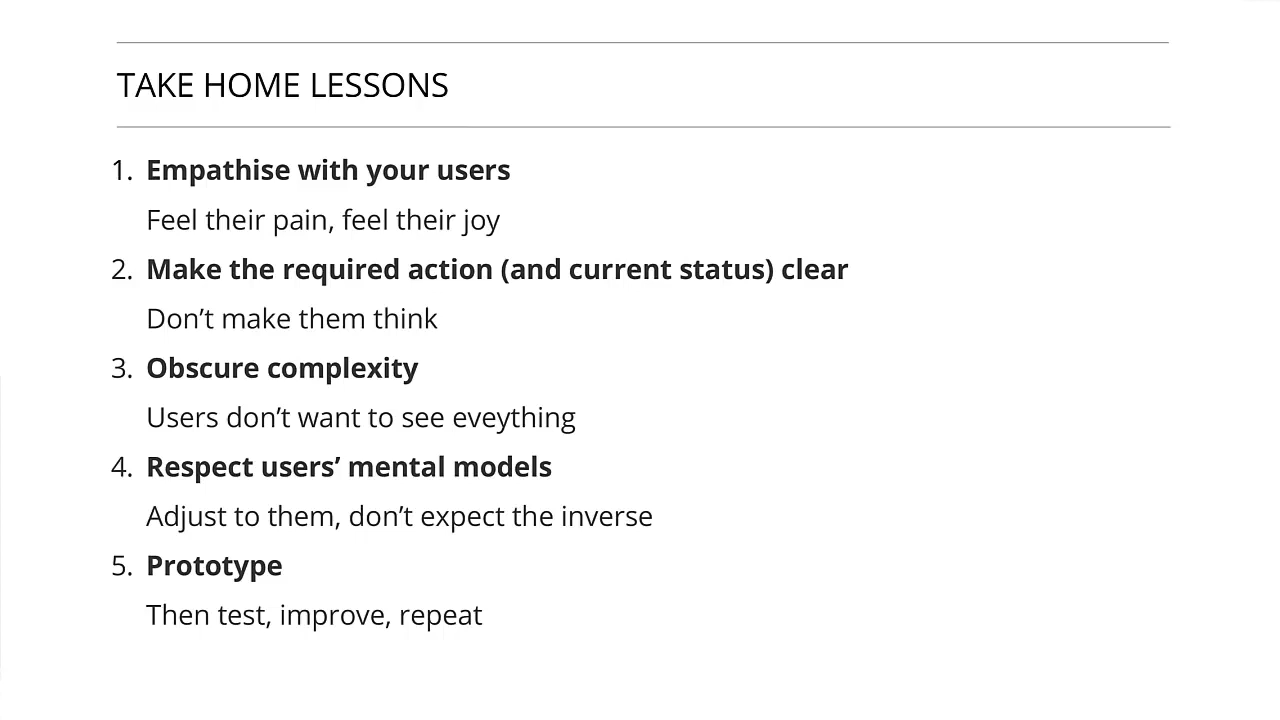 TAKE HOME LESSONS
1. Empathise with your users
Feel their pain, feel their joy
2. Make the required action (and current status) clear
Don’t make them think
3. Obscure complexity
Users don’t want to see eveything
4. Respect users’ mental models
Adjust to them, don’t expect the inverse
5. Prototype
Then test, improve, repeat